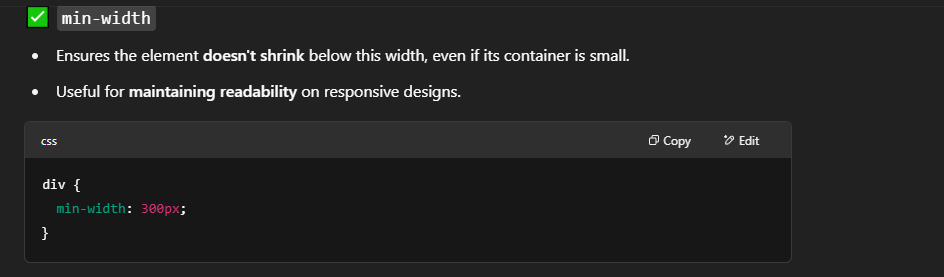 ✅ min-width
• Ensures the element doesn't shrink below this width, even if its container is small.
• Useful for maintaining readability on responsive designs.
css Copy Edit
div {
  min-width: 300px;
}